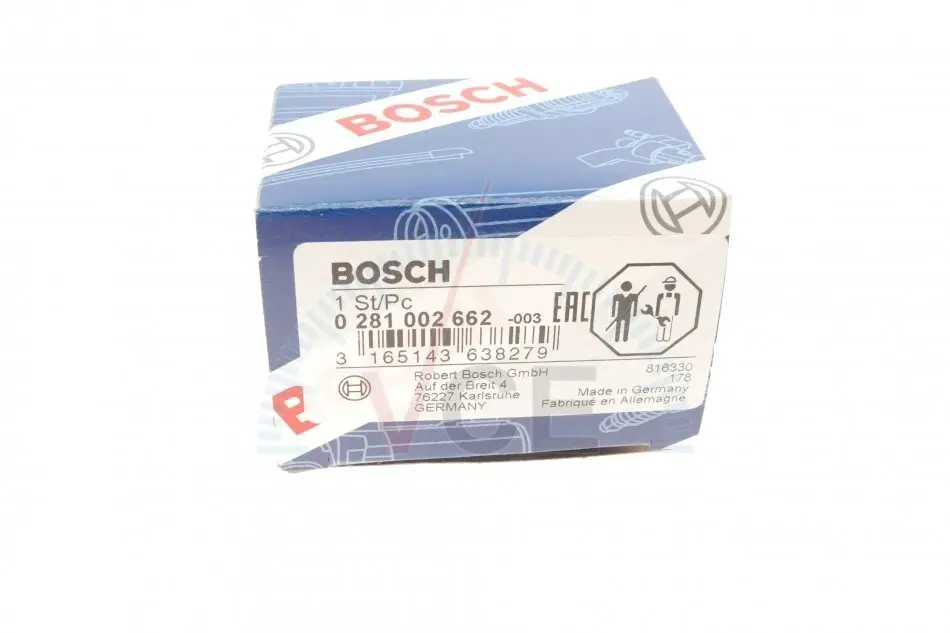 BOSCH
BOSCH
1 St/Pc
0 281 002 662 -003
EAC
3 165143 638279
816330
178
Robert Bosch GmbH
Auf der Breit 4
76227 Karlsruhe
GERMANY
Made in Germany
Fabriqué en Allemagne